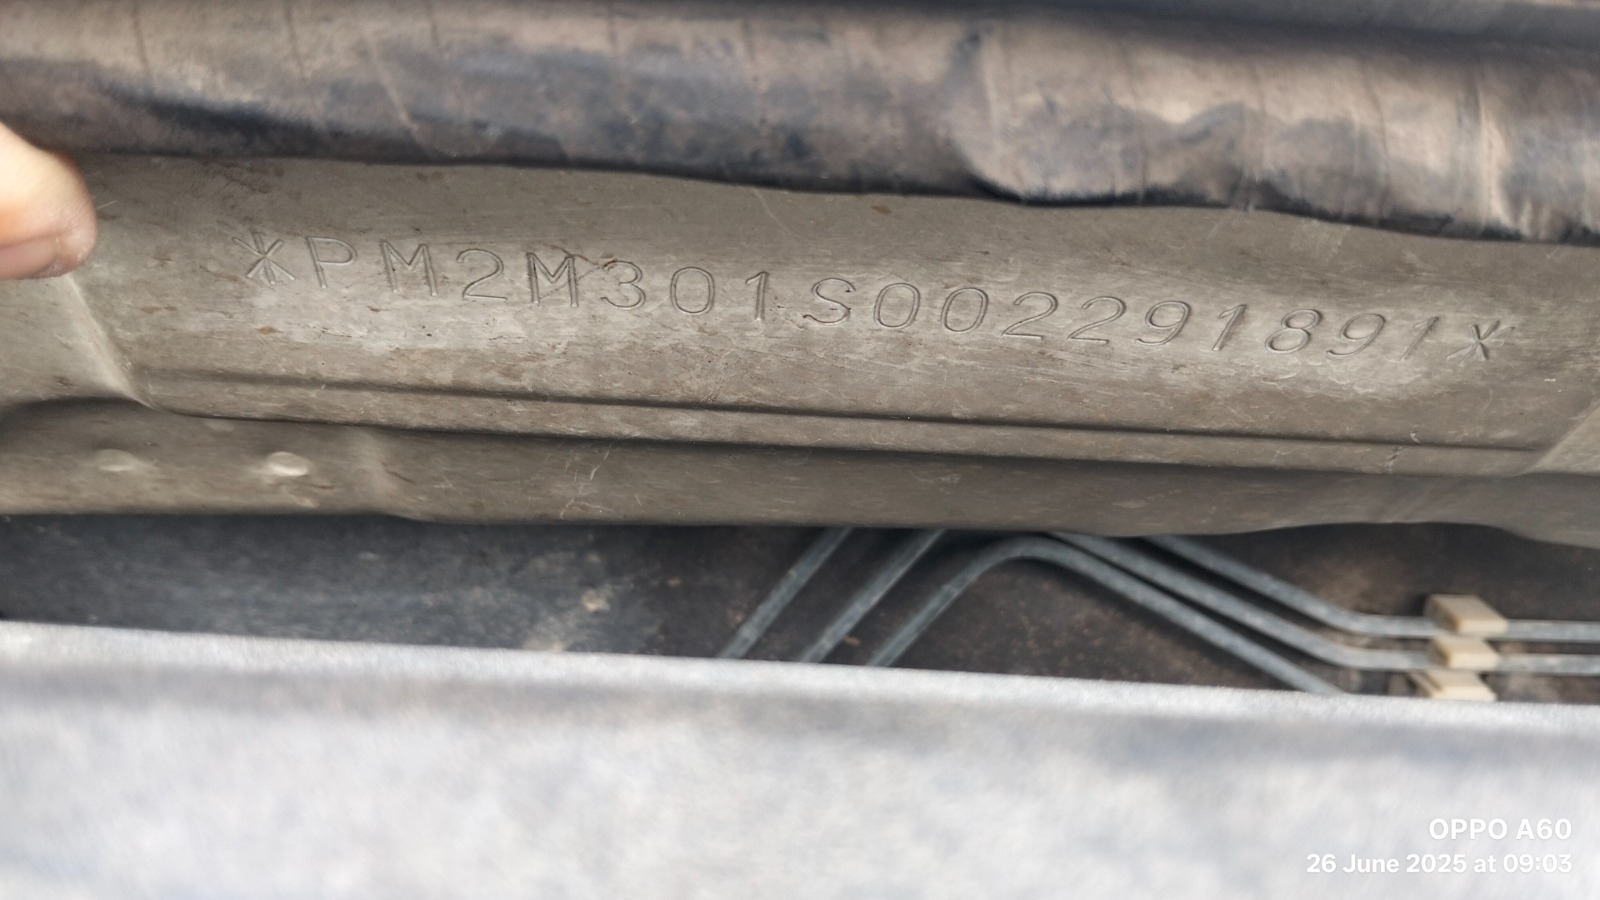 *PM2M301S002291891*
OPPO A60
26 June 2025 at 09:03